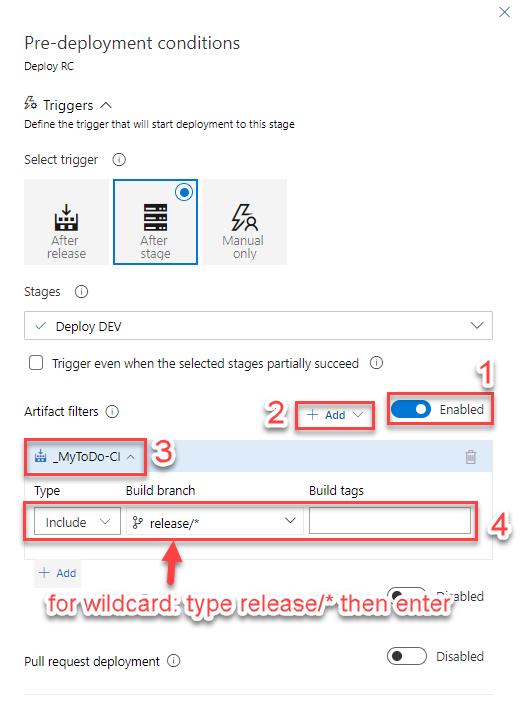 Pre-deployment conditions
Deploy RC
Triggers
Define the trigger that will start deployment to this stage
Select trigger
After release
After stage
Manual only
Stages
Deploy DEV
Trigger even when the selected stages partially succeed
1
Artifact filters
2
+ Add
Enabled
_MyToDo-CI
3
Type
Build branch
Build tags
Include
release/*
4
+ Add
for wildcard: type release/* then enter
Disabled
Pull request deployment
Disabled